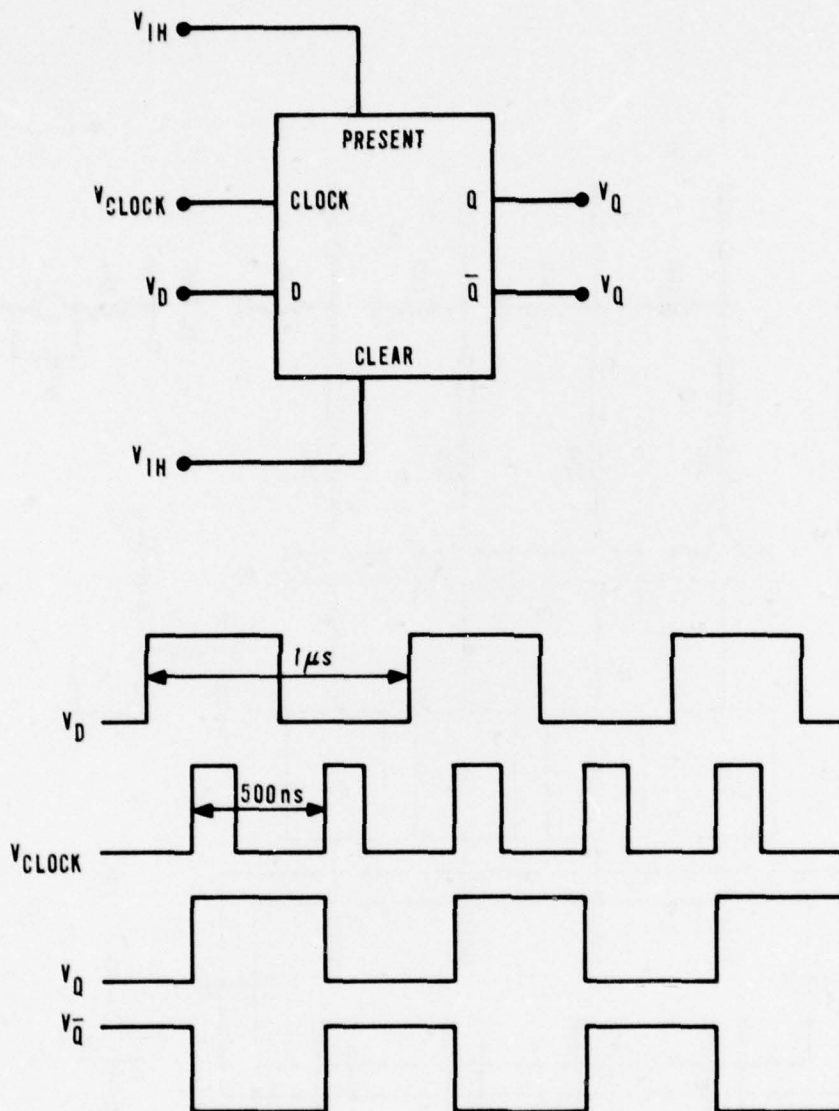 V_IH
PRESENT
V_CLOCK CLOCK Q V_Q
V_D D Q̅ V_Q
CLEAR
V_IH
1μs
V_D
500ns
V_CLOCK
V_Q
V_Q̅